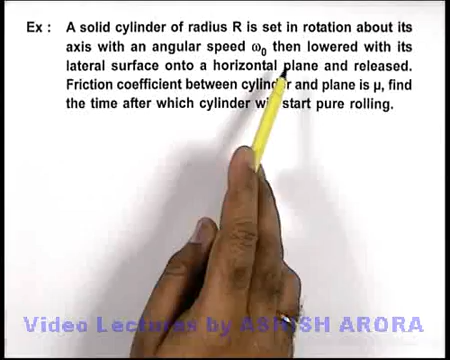 Ex : A solid cylinder of radius R is set in rotation about its
axis with an angular speed ω₀ then lowered with its
lateral surface onto a horizontal plane and released.
Friction coefficient between cylinder and plane is μ, find
the time after which cylinder will start pure rolling.
Video Lectures by ASHISH ARORA